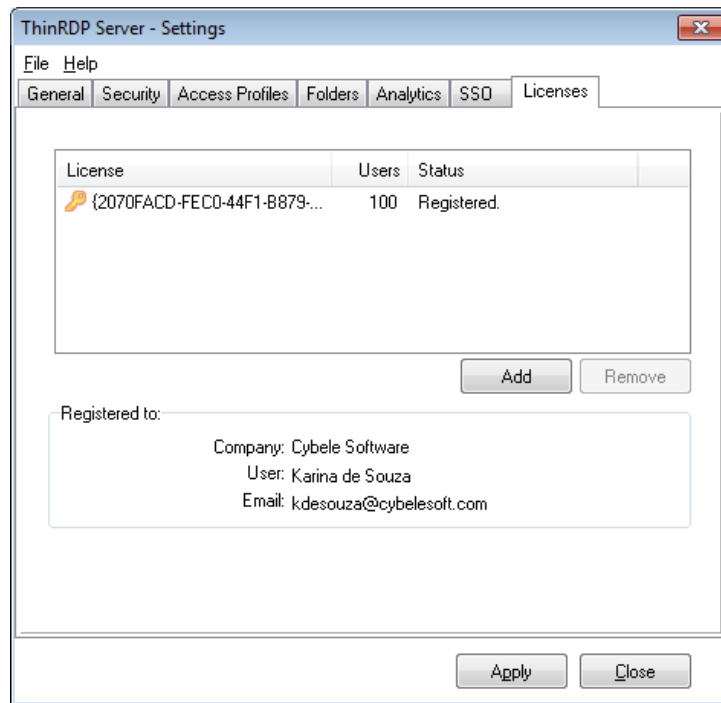 ThinRDP Server - Settings
File Help
General Security Access Profiles Folders Analytics SSO Licenses
License Users Status
{2070FACD-FEC0-44F1-B879-... 100 Registered.
Add Remove
Registered to:
Company: Cybele Software
User: Karina de Souza
Email: kdesouza@cybelesoft.com
Apply Close